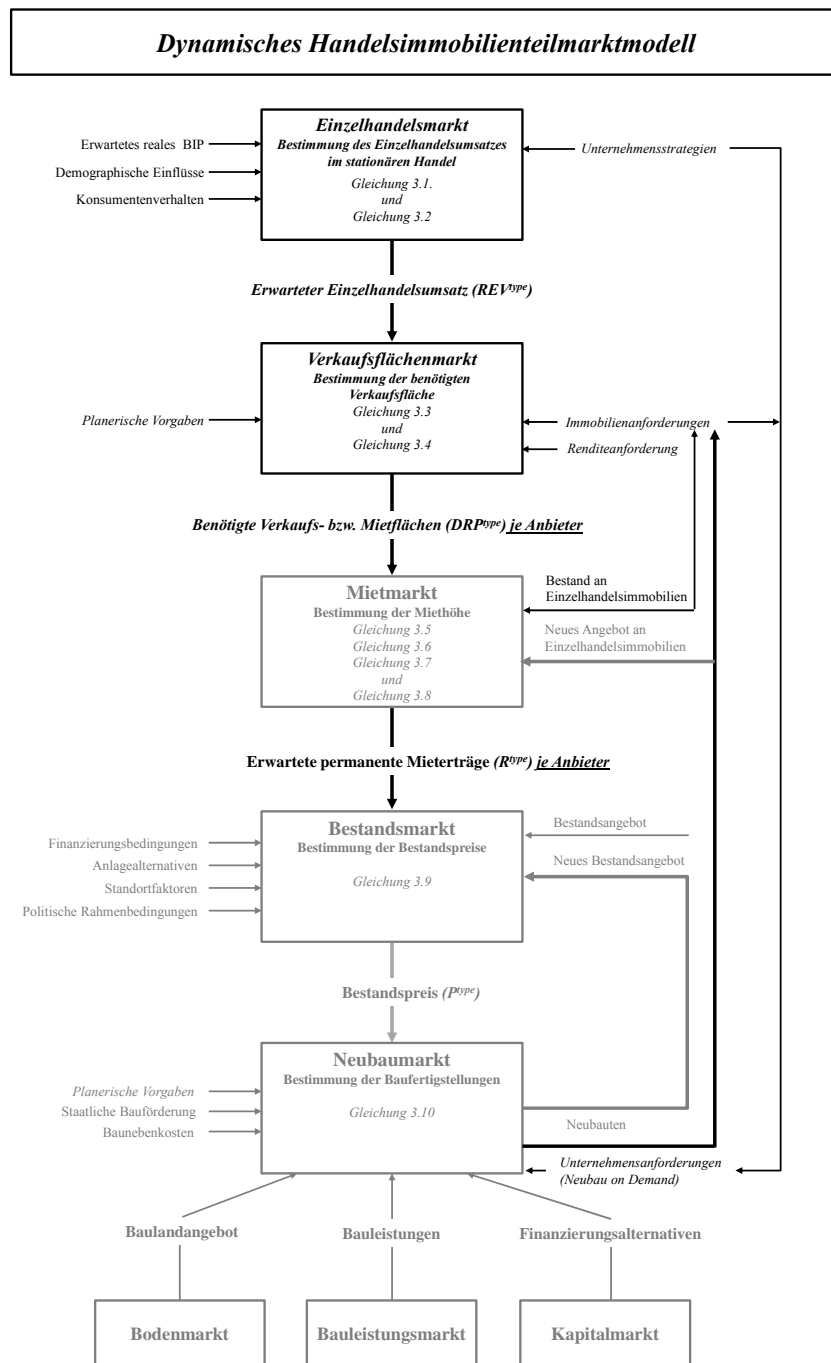 Dynamisches Handelsimmobilienteilmarktmodell
Einzelhandelsmarkt
Bestimmung des Einzelhandelsumsatzes
im stationären Handel
Gleichung 3.1.
und
Gleichung 3.2
Erwartetes reales BIP
Demographische Einflüsse
Konsumentenverhalten
Unternehmensstrategien
Erwarteter Einzelhandelsumsatz (REVtype)
Verkaufsflächenmarkt
Bestimmung der benötigten
Verkaufsfläche
Gleichung 3.3
und
Gleichung 3.4
Planerische Vorgaben
Immobilienanforderungen
Renditeanforderung
Benötigte Verkaufs- bzw. Mietflächen (DRPtype) je Anbieter
Mietmarkt
Bestimmung der Miethöhe
Gleichung 3.5
Gleichung 3.6
Gleichung 3.7
und
Gleichung 3.8
Bestand an
Einzelhandelsimmobilien
Neues Angebot an
Einzelhandelsimmobilien
Erwartete permanente Mieterträge (Rtype) je Anbieter
Bestandsmarkt
Bestimmung der Bestandspreise
Gleichung 3.9
Finanzierungsbedingungen
Anlagealternativen
Standortfaktoren
Politische Rahmenbedingungen
Bestandsangebot
Neues Bestandsangebot
Bestandspreis (Ptype)
Neubaumarkt
Bestimmung der Baufertigstellungen
Gleichung 3.10
Planerische Vorgaben
Staatliche Bauförderung
Baunebenkosten
Neubauten
Unternehmensanforderungen
(Neubau on Demand)
Baulandangebot
Bauleistungen
Finanzierungsalternativen
Bodenmarkt
Bauleistungsmarkt
Kapitalmarkt